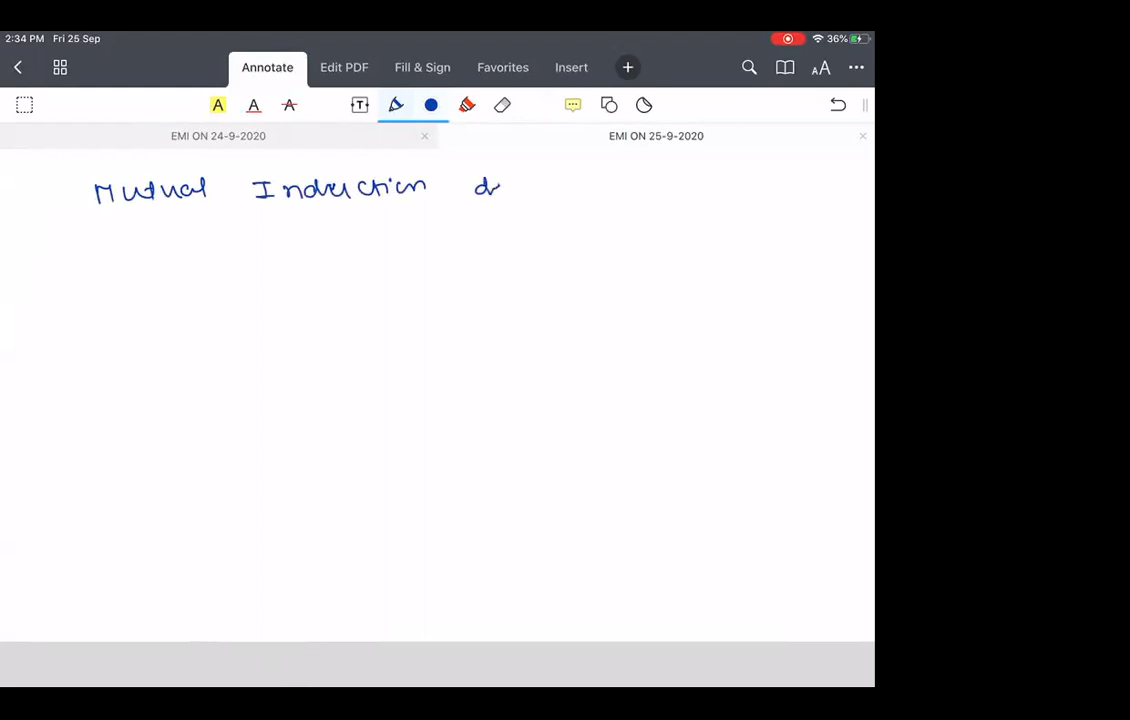 2:34 PM Fri 25 Sep 36%
Annotate Edit PDF Fill & Sign Favorites Insert
A A A T AA
EMI ON 24-9-2020 EMI ON 25-9-2020
Mutual Induction